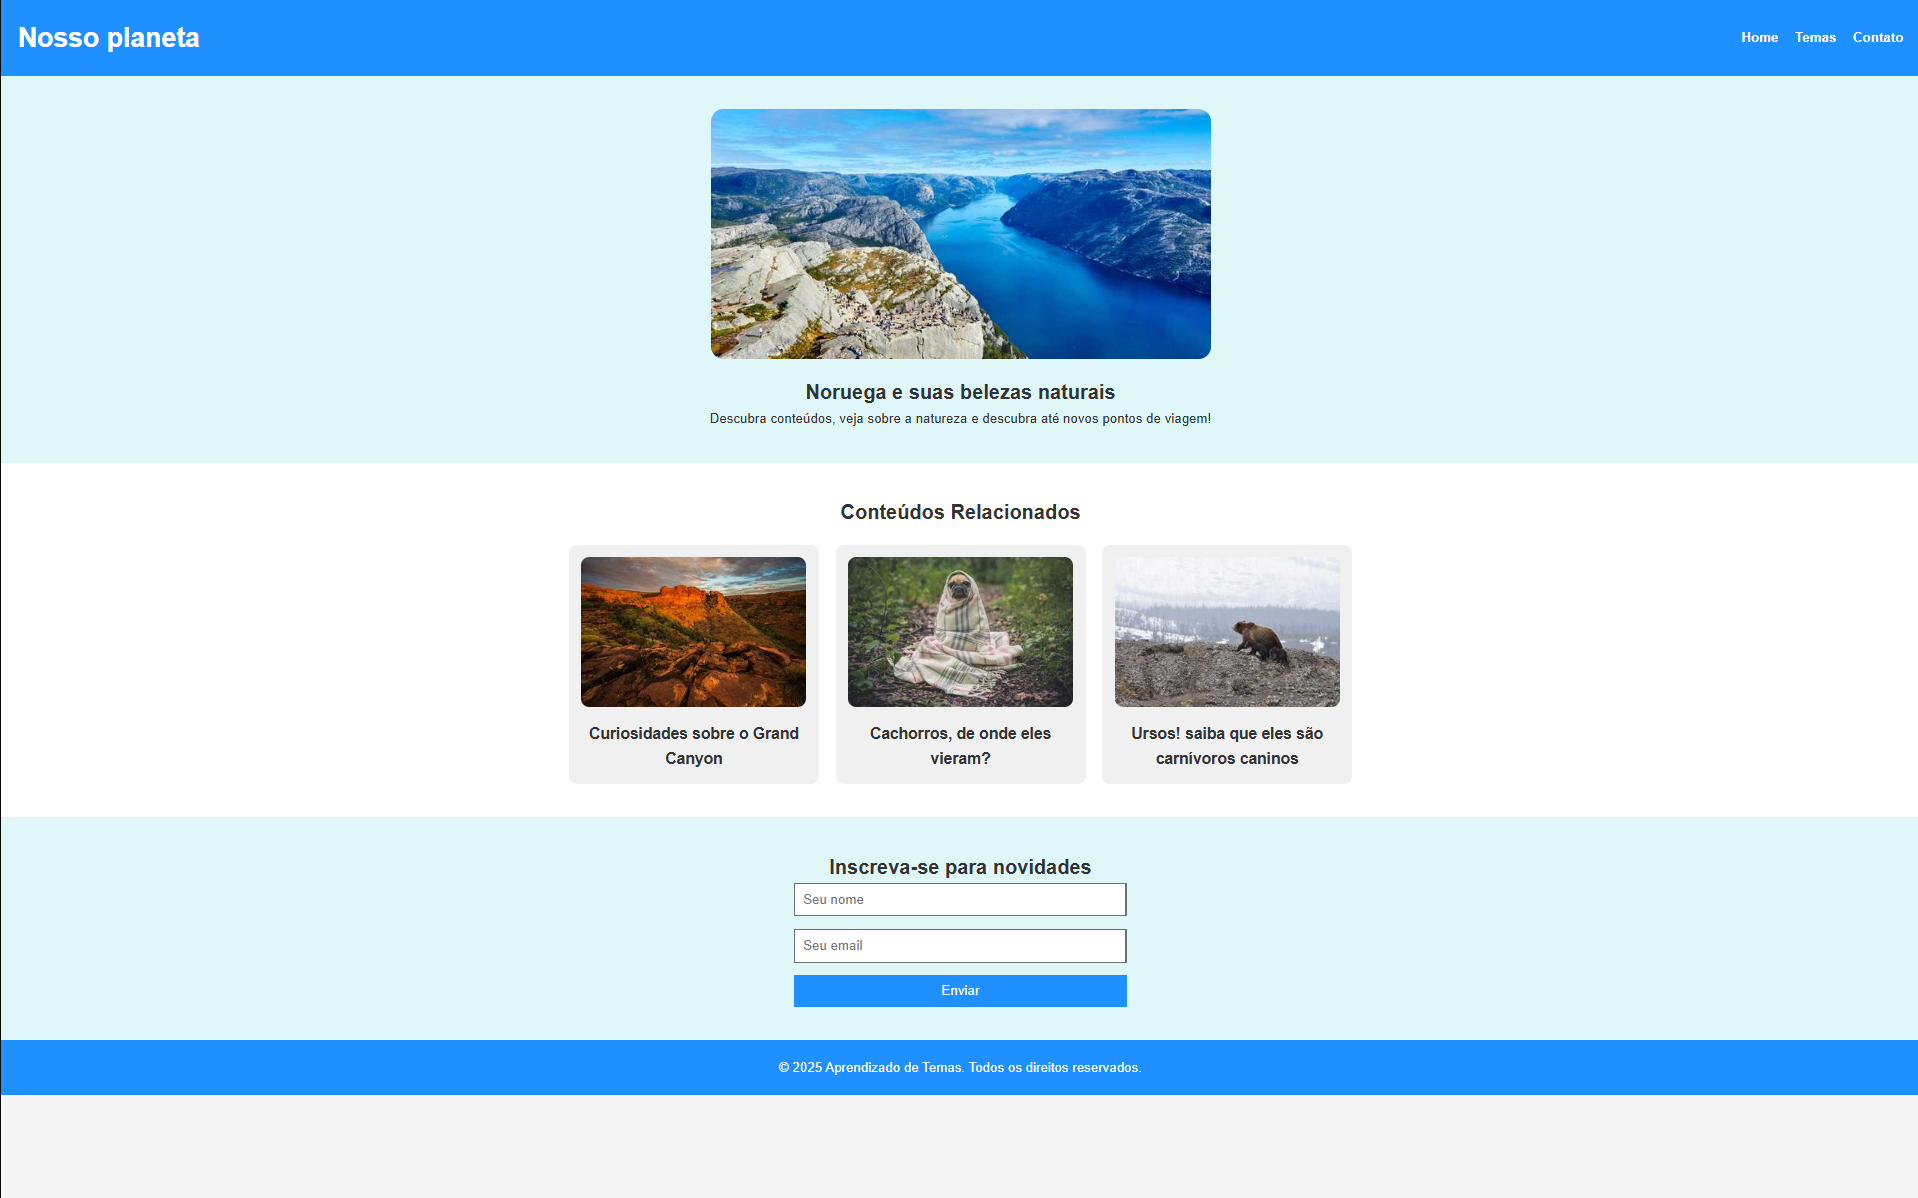 Nosso planeta
Home Temas Contato
Noruega e suas belezas naturais
Descubra conteúdos, veja sobre a natureza e descubra até novos pontos de viagem!
Conteúdos Relacionados
Curiosidades sobre o Grand
Canyon
Cachorros, de onde eles
vieram?
Ursos! saiba que eles são
carnívoros caninos
Inscreva-se para novidades
Seu nome
Seu email
Enviar
© 2025 Aprendizado de Temas. Todos os direitos reservados.